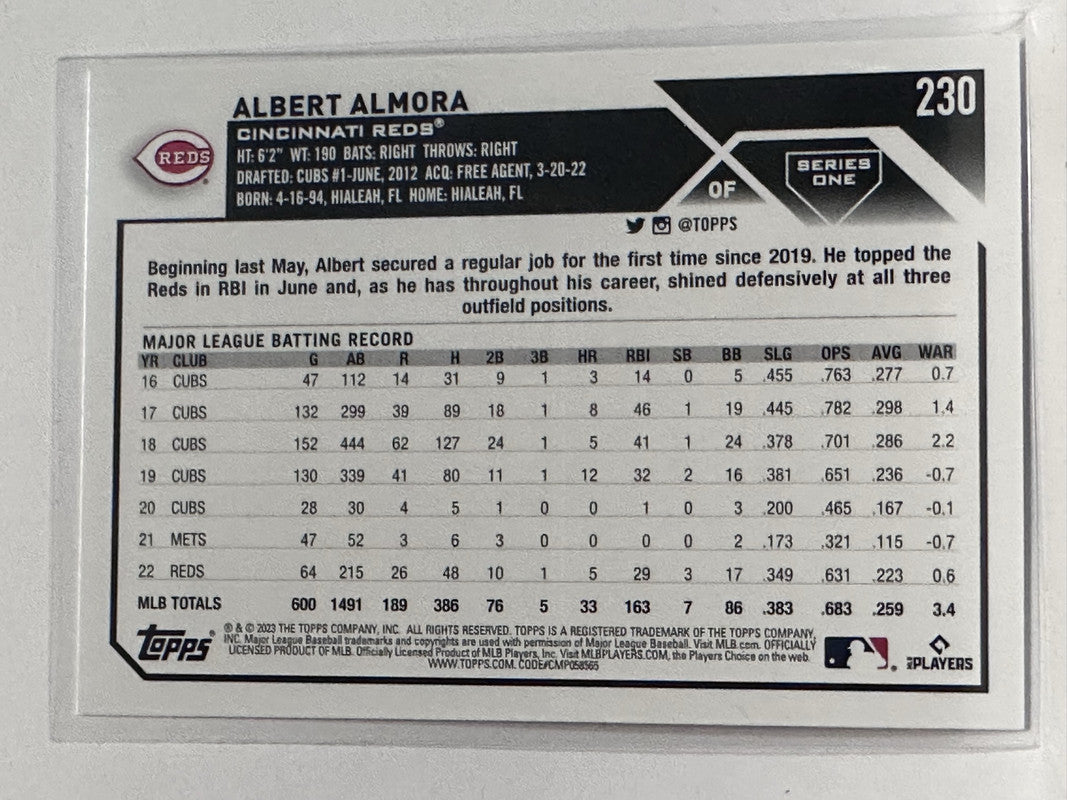 ALBERT ALMORA
230
CINCINNATI REDS®
REDS
HT: 6'2" WT: 190 BATS: RIGHT THROWS: RIGHT
DRAFTED: CUBS #1-JUNE, 2012 ACQ: FREE AGENT, 3-20-22
BORN: 4-16-94, HIALEAH, FL HOME: HIALEAH, FL
OF
SERIES
ONE
@TOPPS
Beginning last May, Albert secured a regular job for the first time since 2019. He topped the
Reds in RBI in June and, as he has throughout his career, shined defensively at all three
outfield positions.
MAJOR LEAGUE BATTING RECORD
YR CLUB G AB R H 2B 3B HR RBI SB BB SLG OPS AVG WAR
16 CUBS 47 112 14 31 9 1 3 14 0 5 .455 .763 .277 0.7
17 CUBS 132 299 39 89 18 1 8 46 1 19 .445 .782 .298 1.4
18 CUBS 152 444 62 127 24 1 5 41 1 24 .378 .701 .286 2.2
19 CUBS 130 339 41 80 11 1 12 32 2 16 .381 .651 .236 -0.7
20 CUBS 28 30 4 5 1 0 0 1 0 3 .200 .465 .167 -0.1
21 METS 47 52 3 6 3 0 0 0 0 2 .173 .321 .115 -0.7
22 REDS 64 215 26 48 10 1 5 29 3 17 .349 .631 .223 0.6
MLB TOTALS 600 1491 189 386 76 5 33 163 7 86 .383 .683 .259 3.4
topps®
® & © 2023 THE TOPPS COMPANY, INC. ALL RIGHTS RESERVED. TOPPS IS A REGISTERED TRADEMARK OF THE TOPPS COMPANY,
INC. Major League Baseball trademarks and copyrights are used with permission of Major League Baseball. Visit MLB.com. OFFICIALLY
LICENSED PRODUCT OF MLB. Officially Licensed Product of MLB Players, Inc. Visit MLBPLAYERS.COM, the Players Choice on the web.
WWW.TOPPS.COM. CODE#CMP058565
PLAYERS